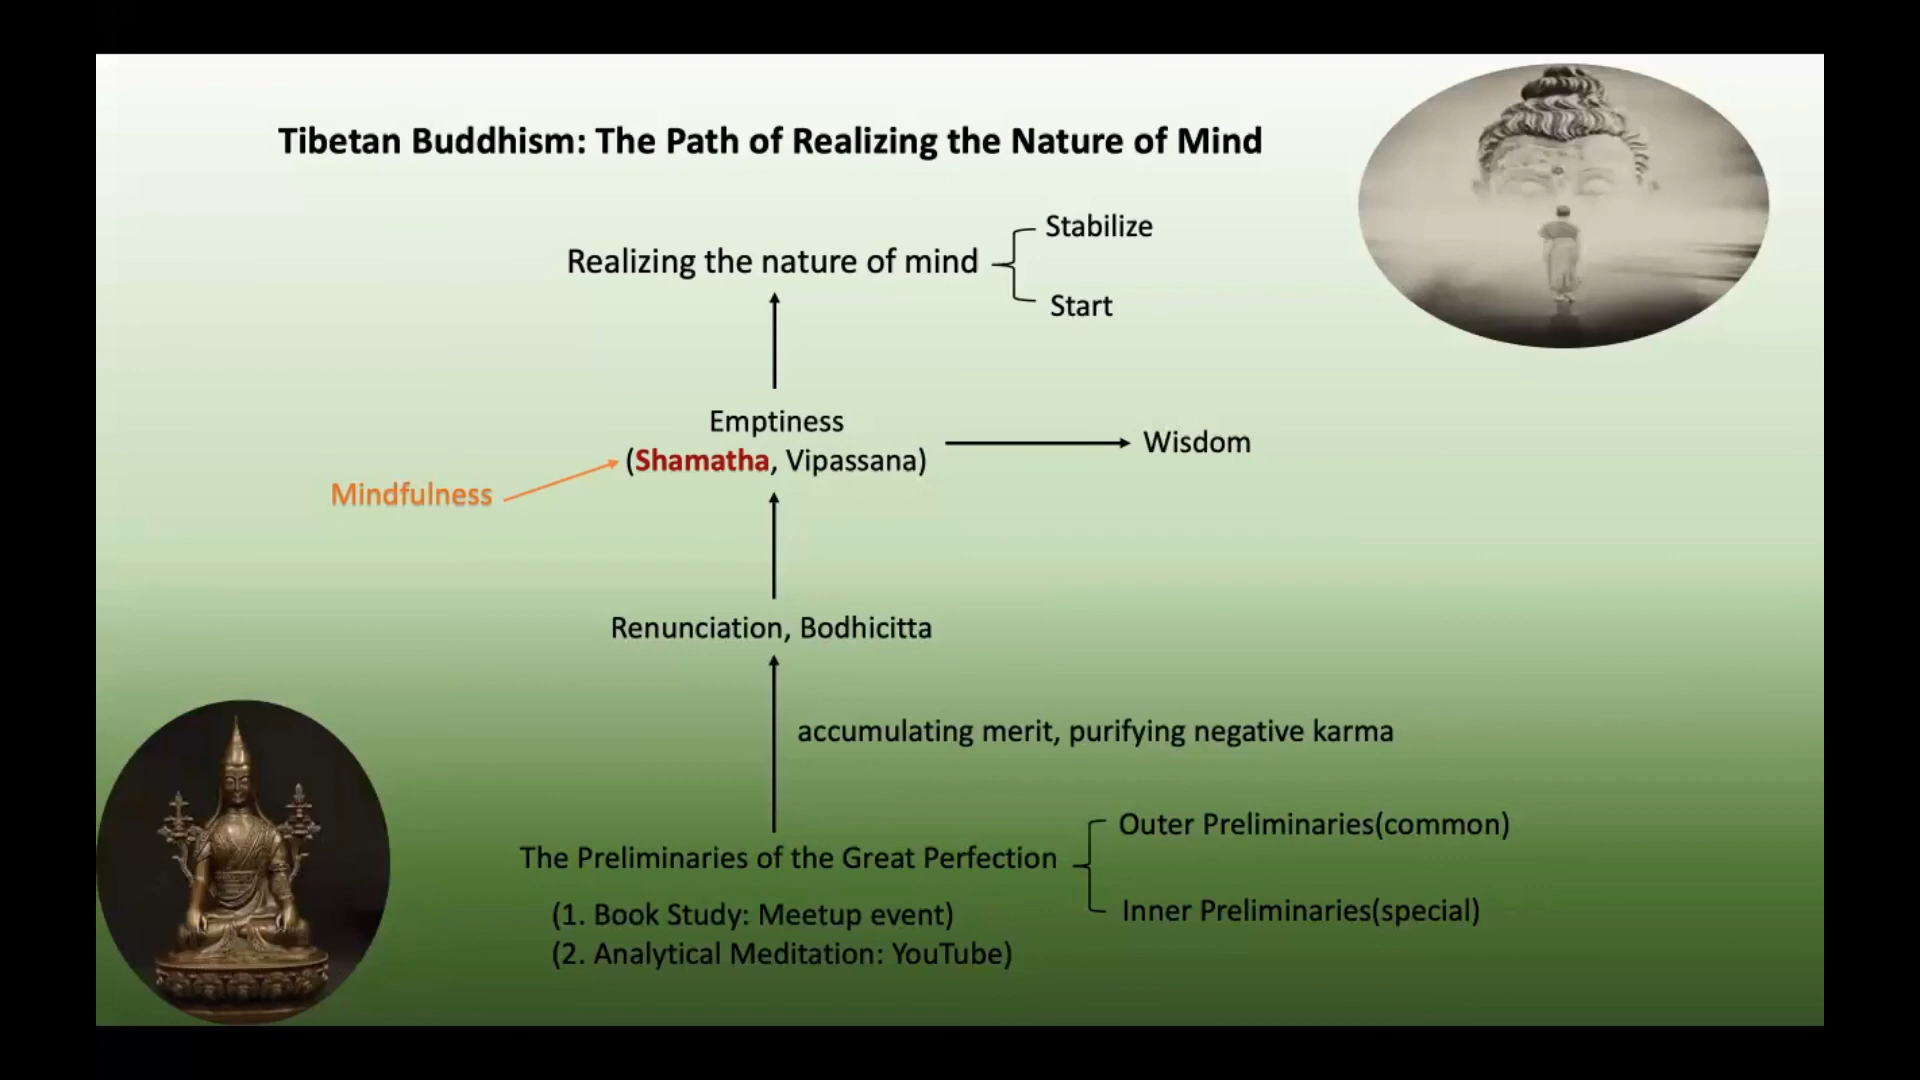 Tibetan Buddhism: The Path of Realizing the Nature of Mind
Stabilize
Realizing the nature of mind
Start
Emptiness
(Shamatha, Vipassana)
Wisdom
Mindfulness
Renunciation, Bodhicitta
accumulating merit, purifying negative karma
Outer Preliminaries(common)
The Preliminaries of the Great Perfection
Inner Preliminaries(special)
(1. Book Study: Meetup event)
(2. Analytical Meditation: YouTube)